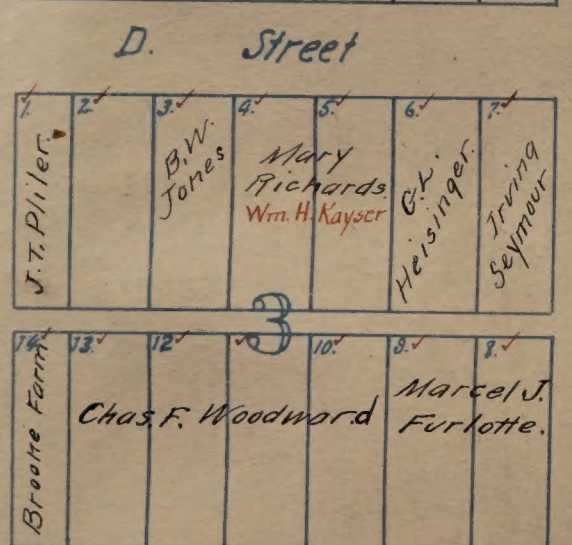 D. Street
1.
2.
3.
4.
5.
6.
7.
J. T. Pliler.
B. W.
Jones
Mary
Richards.
Wm. H. Kayser
G. L.
Heisinger.
Irving
Seymour
3
14.
13.
12.
10.
9.
8.
Farm
Chas. F. Woodward
Marcel J.
Furlotte.